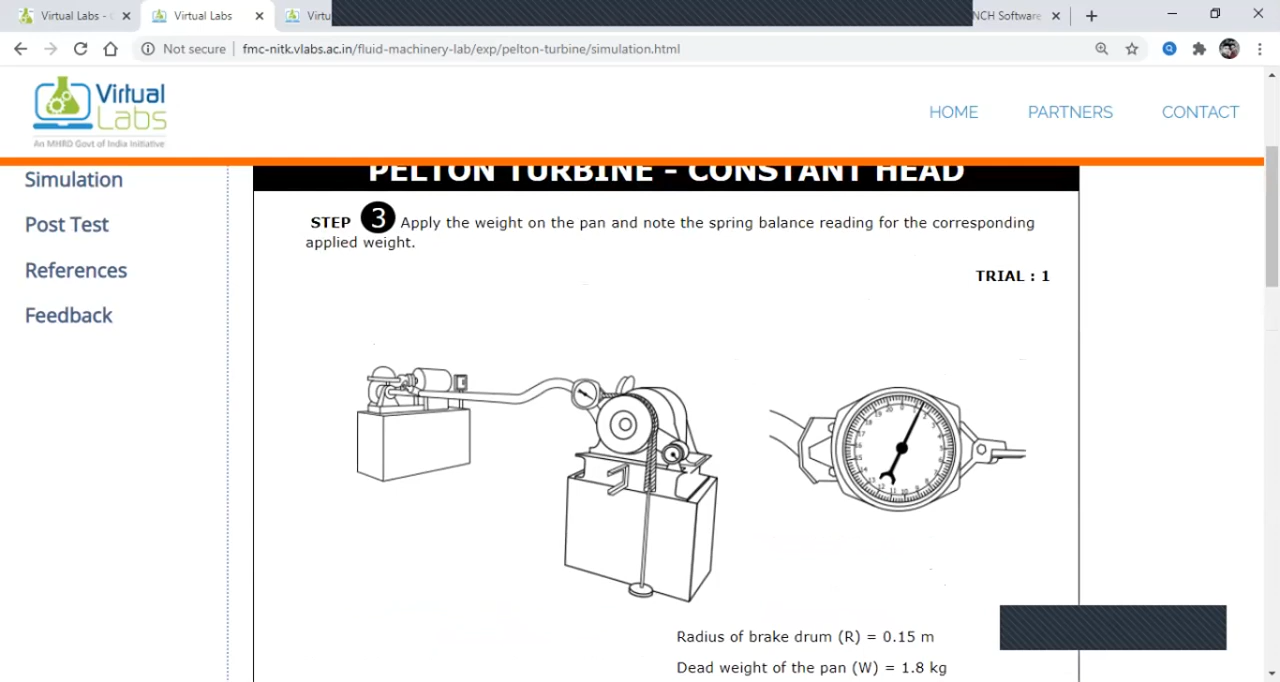 Virtual Labs -
Virtual Labs
Virtu
NCH Software
Not secure
fmc-nitk.vlabs.ac.in/fluid-machinery-lab/exp/pelton-turbine/simulation.html
Virtual
Labs
An MHRD Govt of India Initiative
HOME
PARTNERS
CONTACT
Simulation
Post Test
References
Feedback
PELTON TURBINE - CONSTANT HEAD
STEP 3 Apply the weight on the pan and note the spring balance reading for the corresponding
applied weight.
TRIAL : 1
Radius of brake drum (R) = 0.15 m
Dead weight of the pan (W) = 1.8 kg